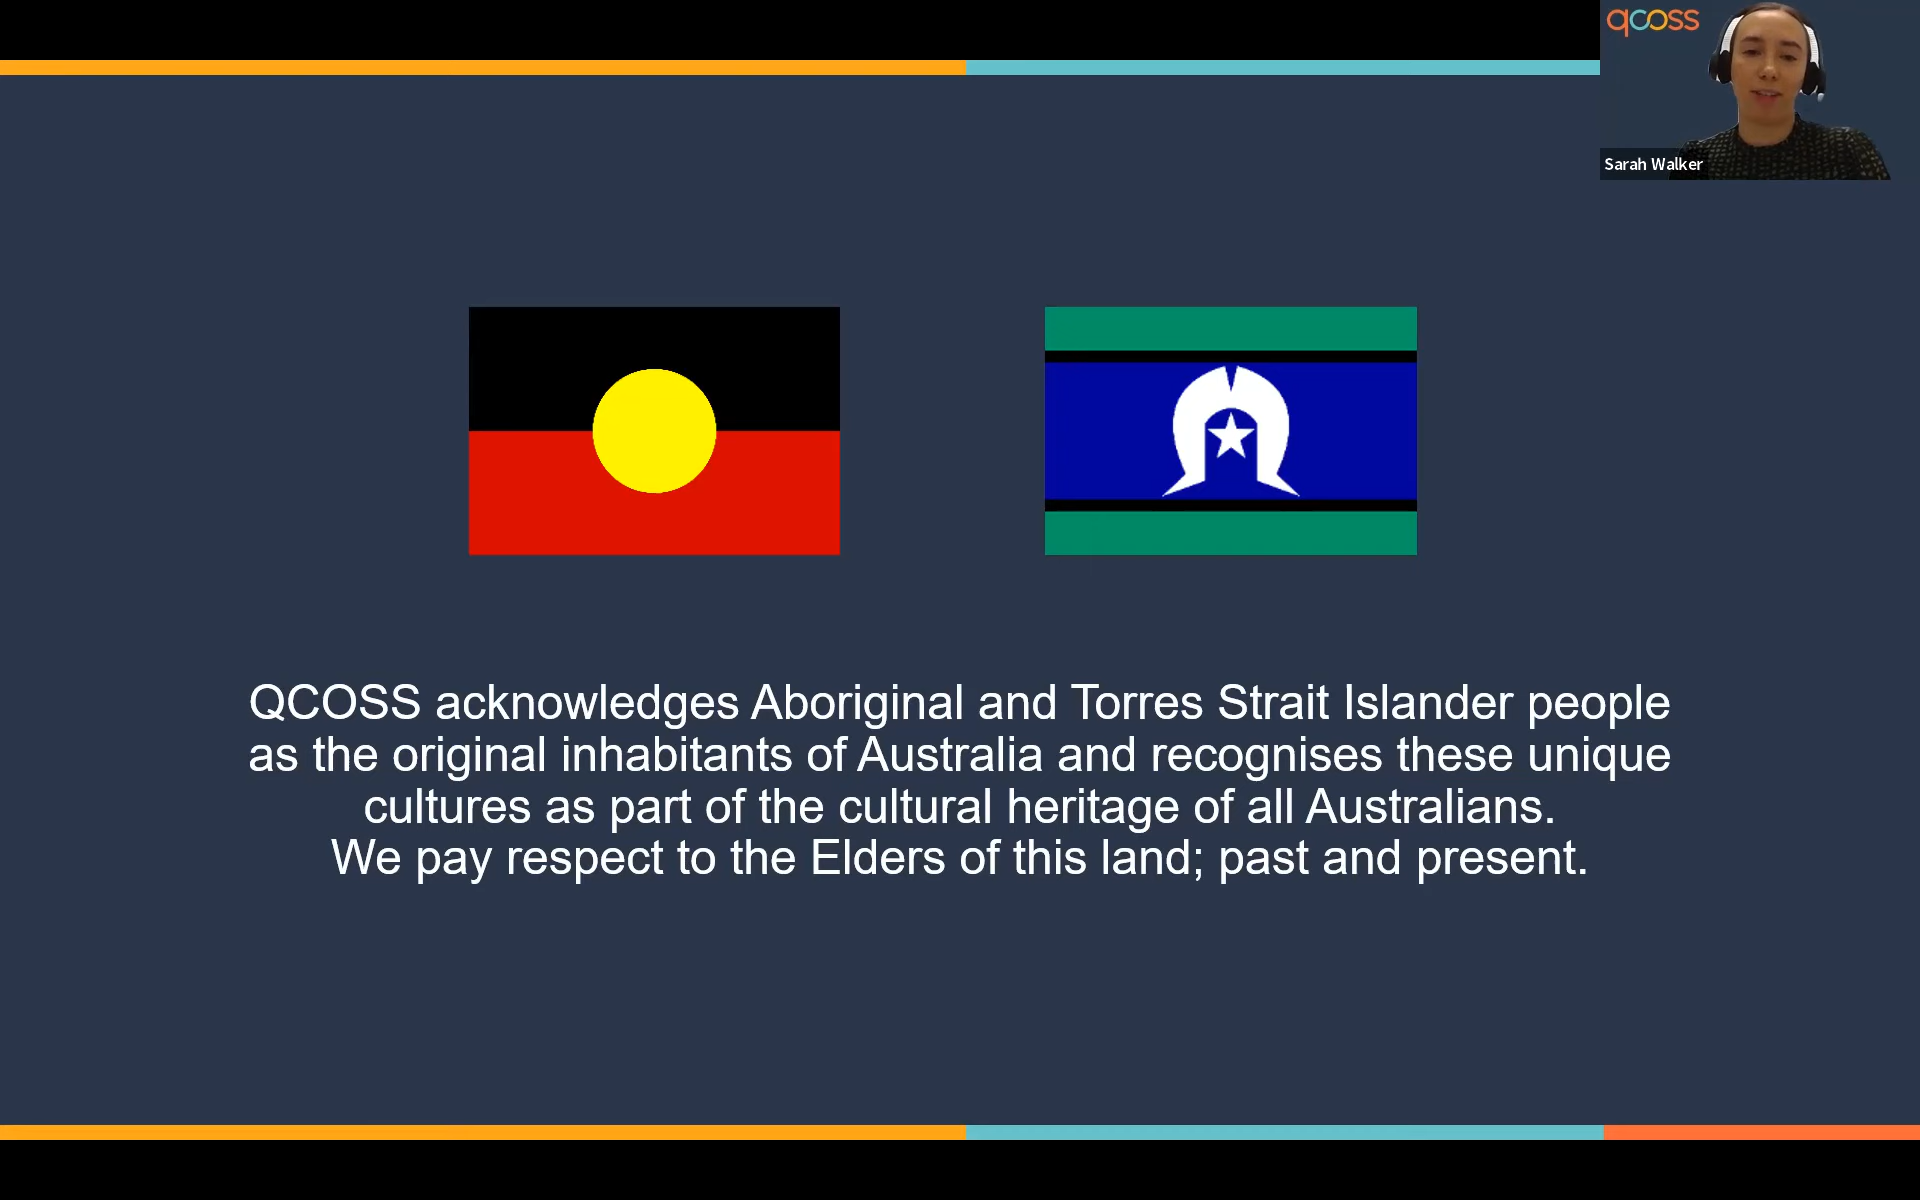 qcoss
Sarah Walker
QCOSS acknowledges Aboriginal and Torres Strait Islander people
as the original inhabitants of Australia and recognises these unique
cultures as part of the cultural heritage of all Australians.
We pay respect to the Elders of this land; past and present.